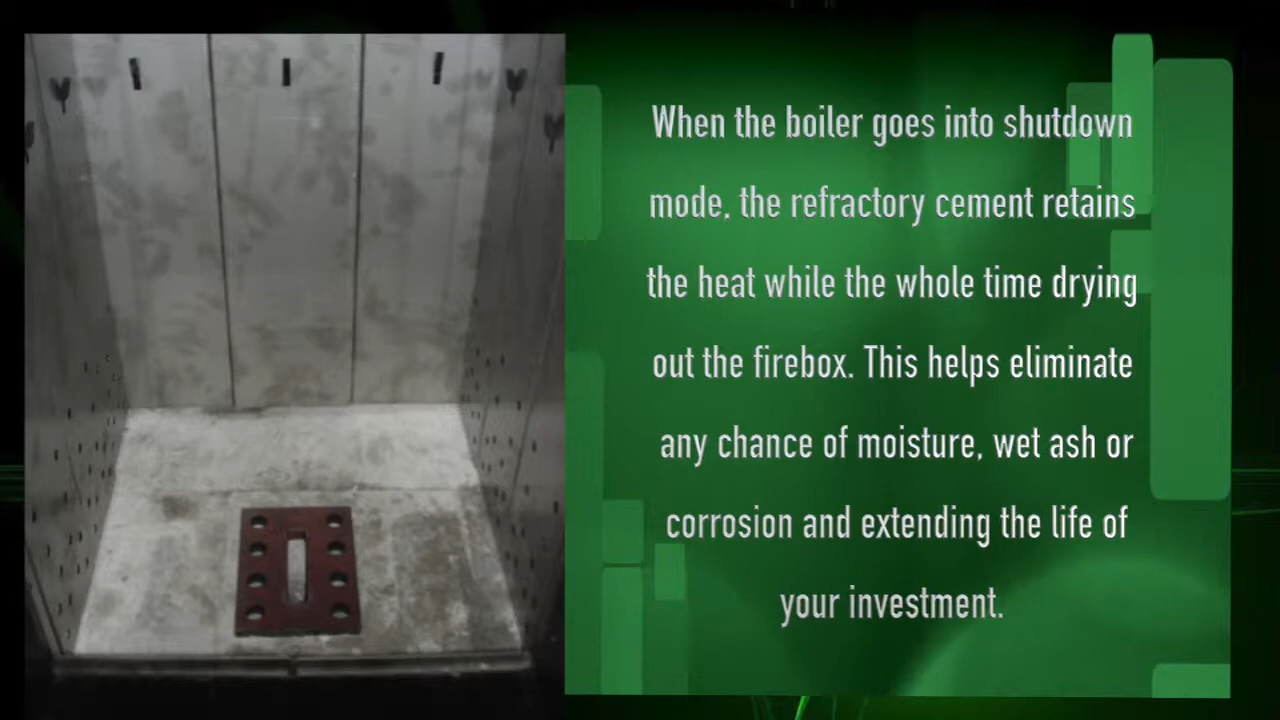 When the boiler goes into shutdown
mode, the refractory cement retains
the heat while the whole time drying
out the firebox. This helps eliminate
any chance of moisture, wet ash or
corrosion and extending the life of
your investment.